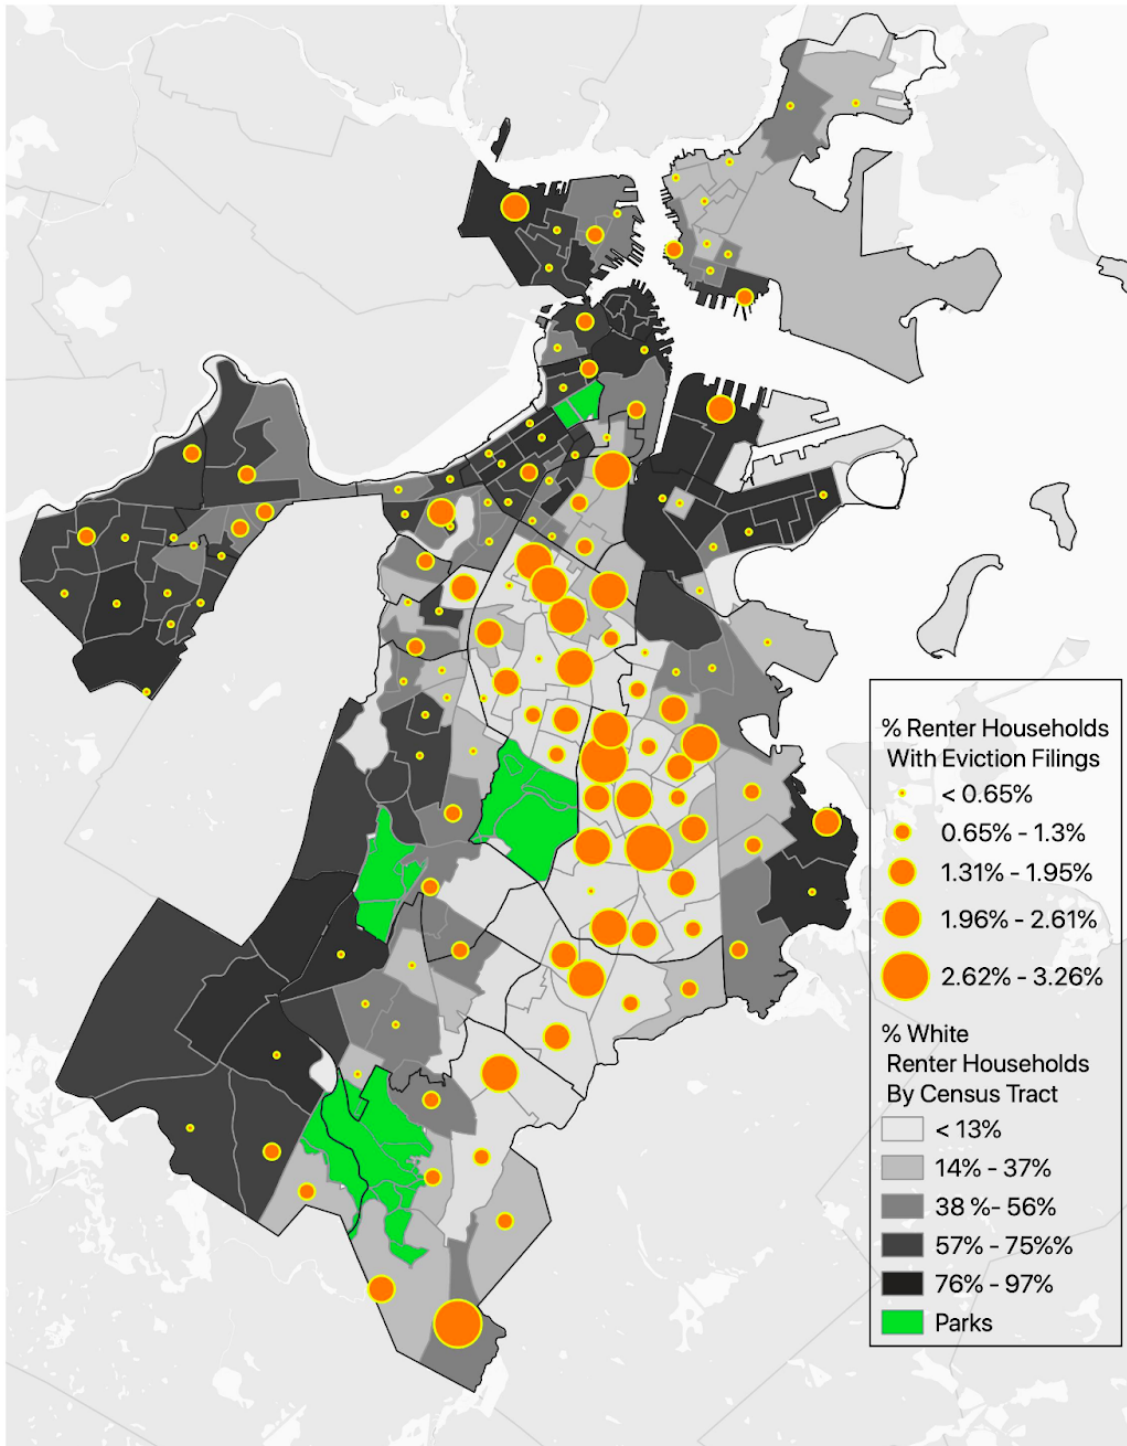 % Renter Households
With Eviction Filings
< 0.65%
0.65% - 1.3%
1.31% - 1.95%
1.96% - 2.61%
2.62% - 3.26%
% White
Renter Households
By Census Tract
< 13%
14% - 37%
38 %- 56%
57% - 75%%
76% - 97%
Parks